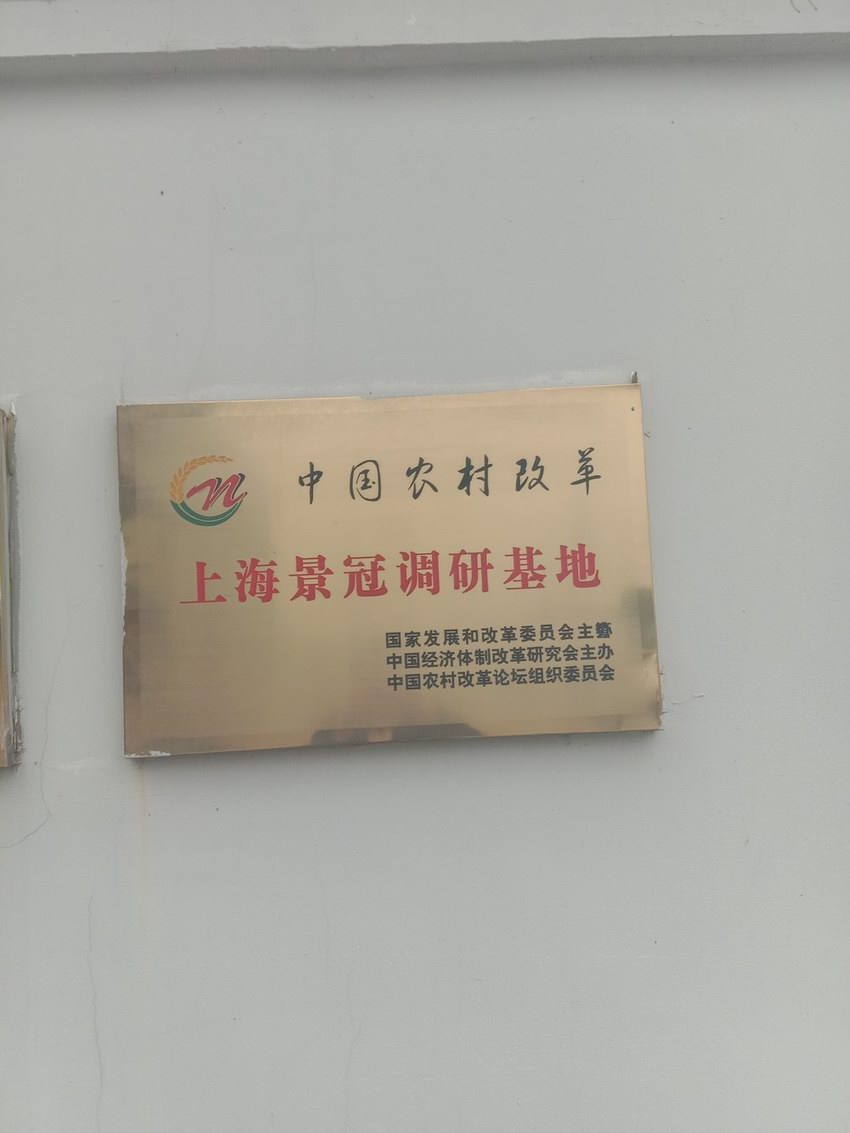 中国农村改革
上海景冠调研基地
国家发展和改革委员会主管
中国经济体制改革研究会主办
中国农村改革论坛组织委员会